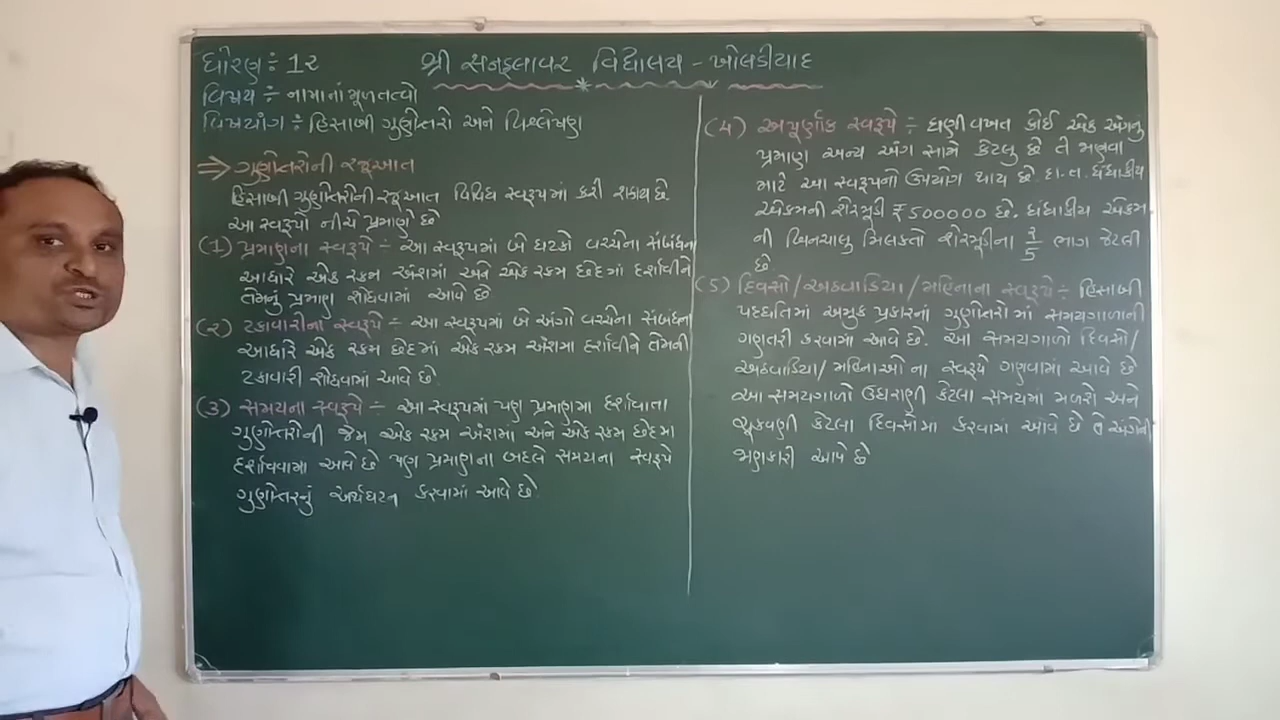 ધોરણ : 12
શ્રી સનફ્લાવર વિદ્યાલય - ખોલડીયાદ
વિષય : નામાનાં મૂળતત્વો
વિષયાંગ : હિસાબી ગુણોત્તરો અને વિશ્લેષણ
⇒ ગુણોત્તરોની રજૂઆત
હિસાબી ગુણોત્તરોની રજૂઆત વિવિધ સ્વરૂપમાં કરી શકાય છે.
આ સ્વરૂપો નીચે પ્રમાણે છે
(1) પ્રમાણના સ્વરૂપે :- આ સ્વરૂપમાં બે ઘટકો વચ્ચેના સંબંધના
આધારે એક રકમ અંશમાં અને એક રકમ છેદમાં દર્શાવીને
તેમનું પ્રમાણ શોધવામાં આવે છે
(2) ટકાવારીના સ્વરૂપે :- આ સ્વરૂપમાં બે અંગો વચ્ચેના સંબંધના
આધારે એક રકમ છેદમાં એક રકમ અંશમા દર્શાવીને તેમની
ટકાવારી શોધવામાં આવે છે.
(3) સમયના સ્વરૂપે :- આ સ્વરૂપમાં પણ પ્રમાણમા દર્શાવાતા
ગુણોત્તરોની જેમ એક રકમ અંશમા અને એક રકમ છેદમા
દર્શાવવામા આવે છે પણ પ્રમાણના બદલે સમયના સ્વરૂપે
ગુણોત્તરનું અર્થઘટન કરવામાં આવે છે.
(4) અપૂર્ણાંક સ્વરૂપે :- ઘણી વખત કોઈ એક અંગનુ
પ્રમાણ અન્ય અંગ સામે કેટલુ છે તે જાણવા
માટે આ સ્વરૂપનો ઉપયોગ થાય છે. દા.ત. ધંધાકીય
એકમની શેરમૂડી ₹ 500000 છે. ધંધાકીય એકમ
ની બિનચાલુ મિલકતો શેરમૂડીના 2/5 ભાગ જેટલી
છે
(5) દિવસો/અઠવાડિયા/મહિનાના સ્વરૂપે :- હિસાબી
પદ્ધતિમાં અમુક પ્રકારનાં ગુણોત્તરોમાં સમયગાળાની
ગણતરી કરવામાં આવે છે. આ સમયગાળો દિવસો/
અઠવાડિયા/મહિનાઓ ના સ્વરૂપે ગણવામાં આવે છે
આ સમયગાળો ઉઘરાણી કેટલા સમયમાં મળશે અને
ચૂકવણી કેટલા દિવસોમા કરવામાં આવે છે તે અંગેની
જાણકારી આપે છે